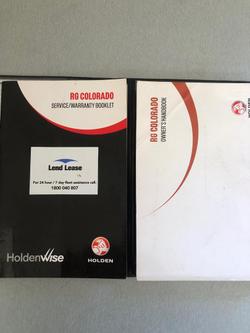 RG COLORADO
SERVICE/WARRANTY BOOKLET
Lend Lease
For 24 hour / 7 day fleet assistance call:
1800 040 807
HoldenWise
HOLDEN
RG COLORADO
OWNER'S HANDBOOK
HOLDEN